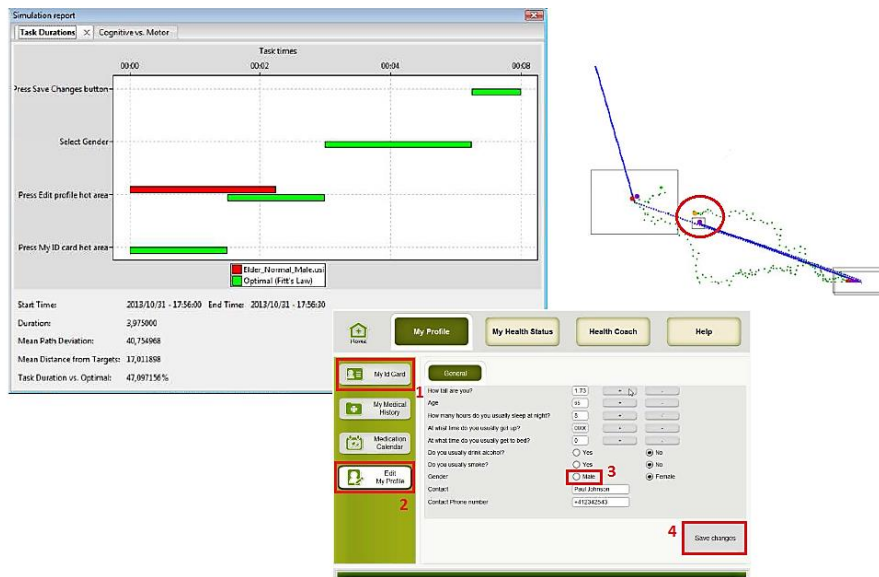 Simulation report
Task Durations X Cognitive vs. Motor
Task times
00:00 00:02 00:04 00:08
Press Save Changes button
Select Gender
Press Edit profile hot area
Press My ID card hot area
Elder_Normal_Male.usi
Optimal (Fitt's Law)
Start Time: 2013/10/31 - 17:56:00 End Time: 2013/10/31 - 17:56:30
Duration: 3,975000
Mean Path Deviation: 40,754968
Mean Distance from Targets: 17,011898
Task Duration vs. Optimal: 47,097156%
Home
My Profile
My Health Status
Health Coach
Help
My Id Card
1
My Medical
History
Medication
Calendar
Edit
My Profile
2
General
How tall are you? 1.73 + -
Age + -
How many hours do you usually sleep at night? + -
At what time do you usually get up? + -
At what time do you usually get to bed? 0 + -
Do you usually drink alcohol? Yes No
Do you usually smoke? Yes No
Gender Male 3 Female
Contact Paul Johnson
Contact Phone number +412342543
4 Save changes